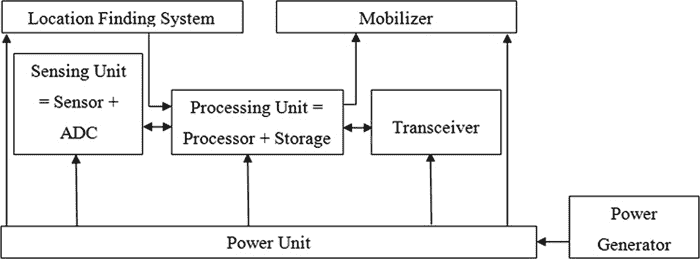 Location Finding System
Mobilizer
Sensing Unit
= Sensor +
ADC
Processing Unit =
Processor + Storage
Transceiver
Power Unit
Power
Generator